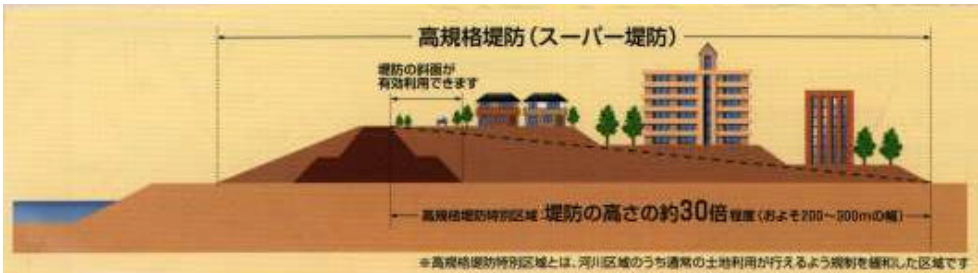 高規格堤防(スーパー堤防)
堤防の斜面が
有効利用できます
高規格堤防特別区域:堤防の高さの約30倍程度(およそ200〜300mの幅)
※高規格堤防特別区域とは、河川区域のうち通常の土地利用が行えるよう規制を緩和した区域です